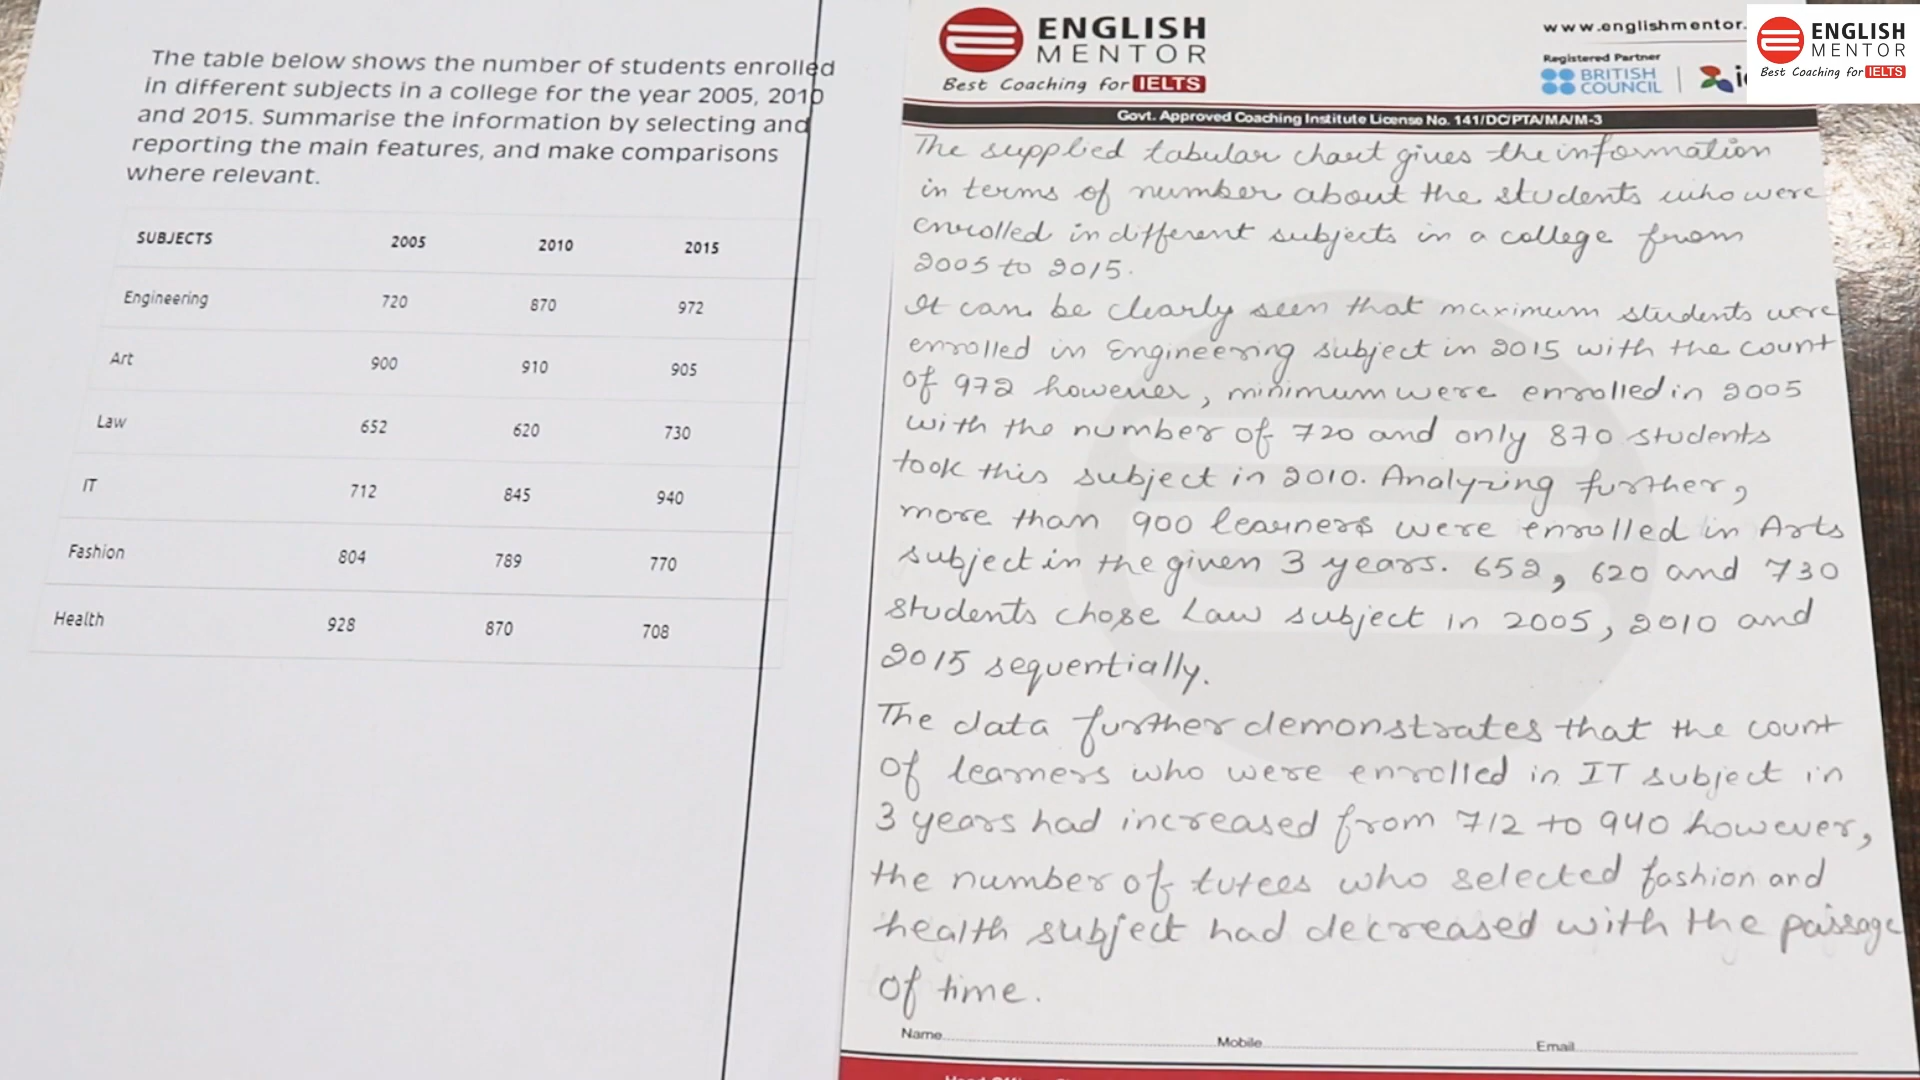 The table below shows the number of students enrolled
in different subjects in a college for the year 2005, 2010
and 2015. Summarise the information by selecting and
reporting the main features, and make comparisons
where relevant.
SUBJECTS 2005 2010 2015
Engineering 720 870 972
Art 900 910 905
Law 652 620 730
IT 712 845 940
Fashion 804 789 770
Health 928 870 708
ENGLISH
MENTOR
Best Coaching for IELTS
www.englishmentor.
Registered Partner
BRITISH
COUNCIL
ENGLISH
MENTOR
Best Coaching for IELTS
Govt. Approved Coaching Institute License No. 141/DC/PTA/MA/M-3
The supplied tabular chart gives the information
in terms of number about the students who were
enrolled in different subjects in a college from
2005 to 2015.
It can be clearly seen that maximum students were
enrolled in Engineering subject in 2015 with the count
of 972 however, minimum were enrolled in 2005
with the number of 720 and only 870 students
took this subject in 2010. Analyzing further,
more than 900 learners were enrolled in Arts
subject in the given 3 years. 652, 620 and 730
students chose Law subject in 2005, 2010 and
2015 sequentially.
The data further demonstrates that the count
of learners who were enrolled in IT subject in
3 years had increased from 712 to 940 however,
the number of tutees who selected fashion and
health subject had decreased with the passage
of time.
Name Mobile Email